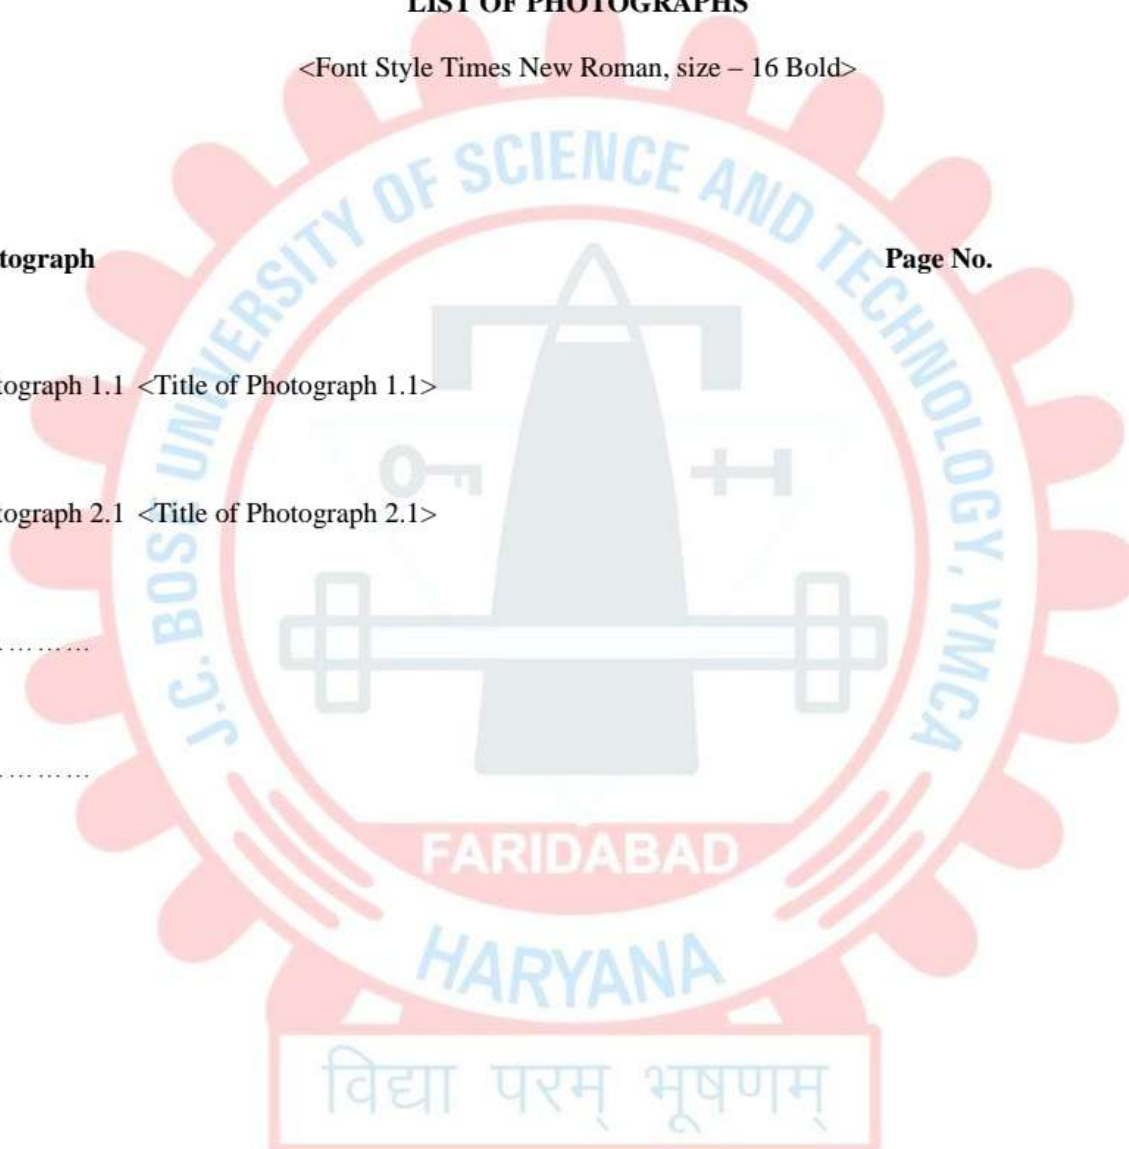 LIST OF PHOTOGRAPHS
<Font Style Times New Roman, size – 16 Bold>
tograph Page No.
tograph 1.1 <Title of Photograph 1.1>
tograph 2.1 <Title of Photograph 2.1>
………
………
J.C. BOSE UNIVERSITY OF SCIENCE AND TECHNOLOGY, YMCA
FARIDABAD
HARYANA
विद्या परम् भूषणम्